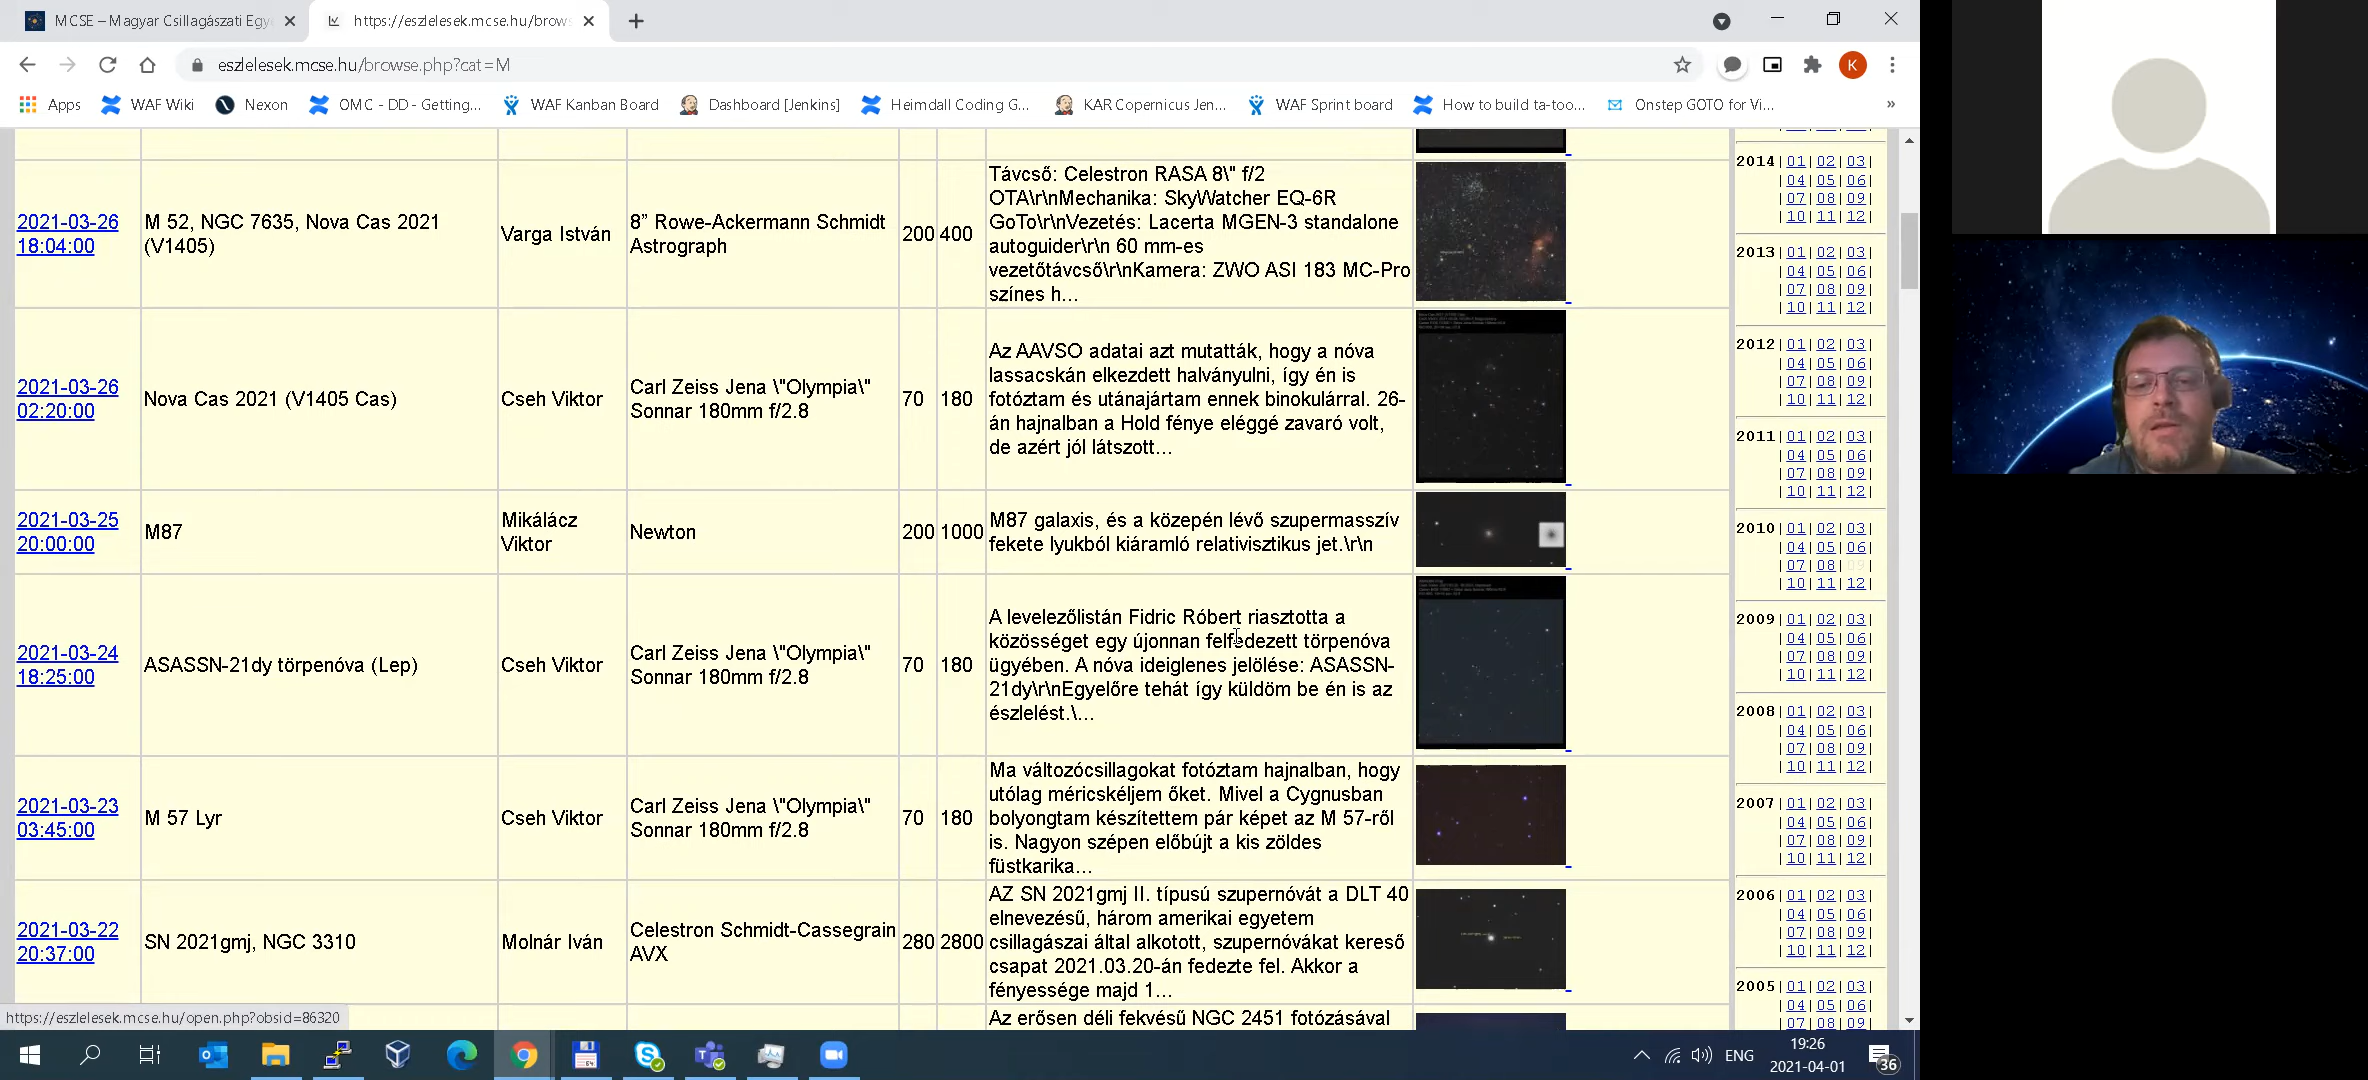 MCSE – Magyar Csillagászati Egye
https://eszlelesek.mcse.hu/brows
eszlelesek.mcse.hu/browse.php?cat=M
K
Apps
WAF Wiki
Nexon
OMC - DD - Getting...
WAF Kanban Board
Dashboard [Jenkins]
Heimdall Coding G...
KAR Copernicus Jen...
WAF Sprint board
How to build ta-too...
Onstep GOTO for Vi...
»
2021-03-26
18:04:00
M 52, NGC 7635, Nova Cas 2021
(V1405)
Varga István
8” Rowe-Ackermann Schmidt
Astrograph
200
400
Távcső: Celestron RASA 8\" f/2
OTA\r\nMechanika: SkyWatcher EQ-6R
GoTo\r\nVezetés: Lacerta MGEN-3 standalone
autoguider\r\n 60 mm-es
vezetőtávcső\r\nKamera: ZWO ASI 183 MC-Pro
színes h...
2021-03-26
02:20:00
Nova Cas 2021 (V1405 Cas)
Cseh Viktor
Carl Zeiss Jena \"Olympia\"
Sonnar 180mm f/2.8
70
180
Az AAVSO adatai azt mutatták, hogy a nóva
lassacskán elkezdett halványulni, így én is
fotóztam és utánajártam ennek binokulárral. 26-
án hajnalban a Hold fénye eléggé zavaró volt,
de azért jól látszott...
2021-03-25
20:00:00
M87
Mikálácz
Viktor
Newton
200
1000
M87 galaxis, és a közepén lévő szupermasszív
fekete lyukból kiáramló relativisztikus jet.\r\n
2021-03-24
18:25:00
ASASSN-21dy törpenóva (Lep)
Cseh Viktor
Carl Zeiss Jena \"Olympia\"
Sonnar 180mm f/2.8
70
180
A levelezőlistán Fidric Róbert riasztotta a
közösséget egy újonnan felfedezett törpenóva
ügyében. A nóva ideiglenes jelölése: ASASSN-
21dy\r\nEgyelőre tehát így küldöm be én is az
észlelést.\...
2021-03-23
03:45:00
M 57 Lyr
Cseh Viktor
Carl Zeiss Jena \"Olympia\"
Sonnar 180mm f/2.8
70
180
Ma változócsillagokat fotóztam hajnalban, hogy
utólag méricskéljem őket. Mivel a Cygnusban
bolyongtam készítettem pár képet az M 57-ről
is. Nagyon szépen előbújt a kis zöldes
füstkarika...
2021-03-22
20:37:00
SN 2021gmj, NGC 3310
Molnár Iván
Celestron Schmidt-Cassegrain
AVX
280
2800
AZ SN 2021gmj II. típusú szupernóvát a DLT 40
elnevezésű, három amerikai egyetem
csillagászai által alkotott, szupernóvákat kereső
csapat 2021.03.20-án fedezte fel. Akkor a
fényessége majd 1...
Az erősen déli fekvésű NGC 2451 fotózásával
2014 | 01 | 02 | 03 |
| 04 | 05 | 06 |
| 07 | 08 | 09 |
| 10 | 11 | 12 |
2013 | 01 | 02 | 03 |
| 04 | 05 | 06 |
| 07 | 08 | 09 |
| 10 | 11 | 12 |
2012 | 01 | 02 | 03 |
| 04 | 05 | 06 |
| 07 | 08 | 09 |
| 10 | 11 | 12 |
2011 | 01 | 02 | 03 |
| 04 | 05 | 06 |
| 07 | 08 | 09 |
| 10 | 11 | 12 |
2010 | 01 | 02 | 03 |
| 04 | 05 | 06 |
| 07 | 08 | 09 |
| 10 | 11 | 12 |
2009 | 01 | 02 | 03 |
| 04 | 05 | 06 |
| 07 | 08 | 09 |
| 10 | 11 | 12 |
2008 | 01 | 02 | 03 |
| 04 | 05 | 06 |
| 07 | 08 | 09 |
| 10 | 11 | 12 |
2007 | 01 | 02 | 03 |
| 04 | 05 | 06 |
| 07 | 08 | 09 |
| 10 | 11 | 12 |
2006 | 01 | 02 | 03 |
| 04 | 05 | 06 |
| 07 | 08 | 09 |
| 10 | 11 | 12 |
2005 | 01 | 02 | 03 |
| 04 | 05 | 06 |
| 07 | 08 | 09 |
https://eszlelesek.mcse.hu/open.php?obsid=86320
ENG
19:26
2021-04-01
36